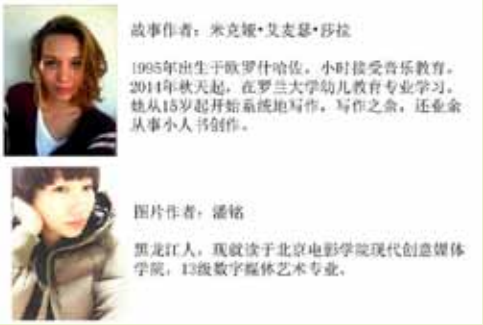 故事作者：米克娅•艾麦瑟•莎拉
1995年出生于欧罗什哈佐。小时接受音乐教育。
2014年秋天起，在罗兰大学幼儿教育专业学习。
她从15岁起开始系统地写作，写作之余，还业余
从事小人书创作。
图片作者：潘铭
黑龙江人，现就读于北京电影学院现代创意媒体
学院，13级数字媒体艺术专业。